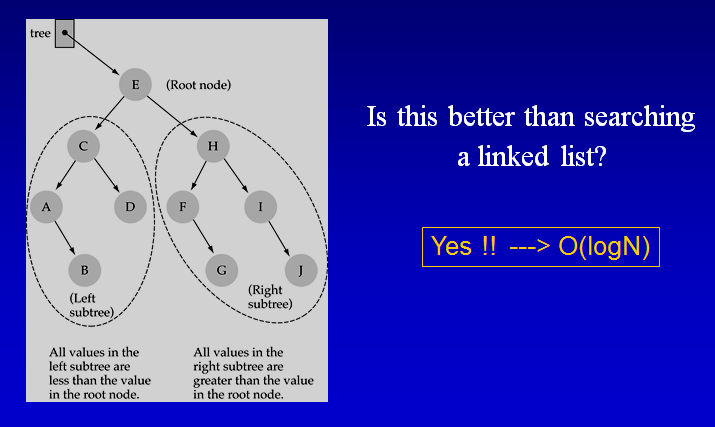 tree
E
(Root node)
C
H
A
D
F
I
B
G
J
(Left
subtree)
(Right
subtree)
All values in the
left subtree are
less than the value
in the root node.
All values in the
right subtree are
greater than the value
in the root node.
Is this better than searching
a linked list?
Yes !! ---> O(logN)